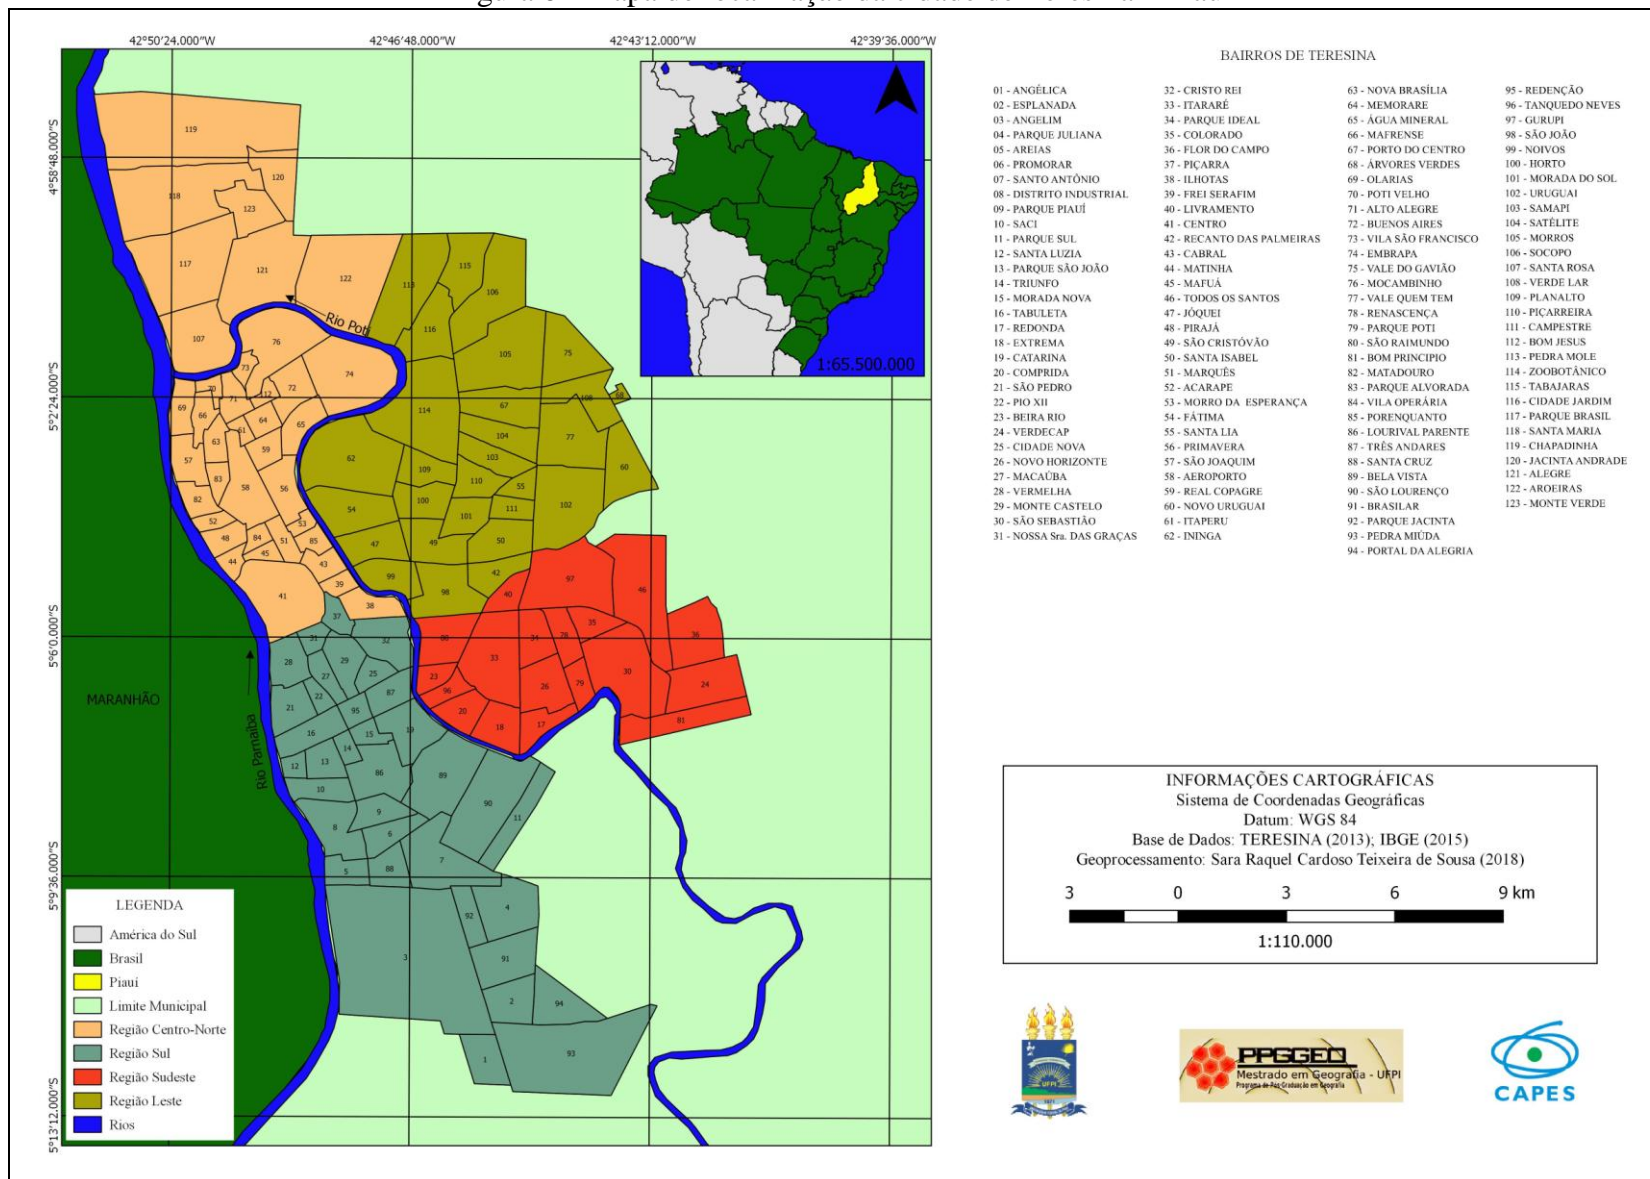 42°50'24.000"W
42°46'48.000"W
42°43'12.000"W
39°39'36.000"W
4°58'48.000"S
5°2'24.000"S
5°6'0.000"S
5°9'36.000"S
5°13'12.000"S
1:65.500.000
Rio Poti
Rio Parnaíba
MARANHÃO
LEGENDA
América do Sul
Brasil
Piauí
Limite Municipal
Região Centro-Norte
Região Sul
Região Sudeste
Região Leste
Rios
BAIRROS DE TERESINA
01 - ANGÉLICA
02 - ESPLANADA
03 - ANGELIM
04 - PARQUE JULIANA
05 - AREIAS
06 - PROMORAR
07 - SANTO ANTÔNIO
08 - DISTRITO INDUSTRIAL
09 - PARQUE PIAUÍ
10 - SACI
11 - PARQUE SUL
12 - SANTA LUZIA
13 - PARQUE SÃO JOÃO
14 - TRIUNFO
15 - MORADA NOVA
16 - TABULETA
17 - REDONDA
18 - EXTREMA
19 - CATARINA
20 - COMPRIDA
21 - SÃO PEDRO
22 - PIO XII
23 - BEIRA RIO
24 - VERDECAP
25 - CIDADE NOVA
26 - NOVO HORIZONTE
27 - MACAÚBA
28 - VERMELHA
29 - MONTE CASTELO
30 - SÃO SEBASTIÃO
31 - NOSSA Sra. DAS GRAÇAS
32 - CRISTO REI
33 - ITARARÉ
34 - PARQUE IDEAL
35 - COLORADO
36 - FLOR DO CAMPO
37 - PIÇARRA
38 - ILHOTAS
39 - FREI SERAFIM
40 - LIVRAMENTO
41 - CENTRO
42 - RECANTO DAS PALMEIRAS
43 - CABRAL
44 - MATINHA
45 - MAFUÁ
46 - TODOS OS SANTOS
47 - JÓQUEI
48 - PIRAJÁ
49 - SÃO CRISTÓVÃO
50 - SANTA ISABEL
51 - MARQUÊS
52 - ACARAPE
53 - MORRO DA ESPERANÇA
54 - FÁTIMA
55 - SANTA LIA
56 - PRIMAVERA
57 - SÃO JOAQUIM
58 - AEROPORTO
59 - REAL COPAGRE
60 - NOVO URUGUAI
61 - ITAPERU
62 - ININGA
63 - NOVA BRASÍLIA
64 - MEMORARE
65 - ÁGUA MINERAL
66 - MAFRENSE
67 - PORTO DO CENTRO
68 - ÁRVORES VERDES
69 - OLARIAS
70 - POTI VELHO
71 - ALTO ALEGRE
72 - BUENOS AIRES
73 - VILA SÃO FRANCISCO
74 - EMBRAPA
75 - VALE DO GAVIÃO
76 - MOCAMBINHO
77 - VALE QUEM TEM
78 - RENASCENÇA
79 - PARQUE POTI
80 - SÃO RAIMUNDO
81 - BOM PRINCIPIO
82 - MATADOURO
83 - PARQUE ALVORADA
84 - VILA OPERÁRIA
85 - PORENQUANTO
86 - LOURIVAL PARENTE
87 - TRÊS ANDARES
88 - SANTA CRUZ
89 - BELA VISTA
90 - SÃO LOURENÇO
91 - BRASILAR
92 - PARQUE JACINTA
93 - PEDRA MIÚDA
94 - PORTAL DA ALEGRIA
95 - REDENÇÃO
96 - TANQUEDO NEVES
97 - GURUPI
98 - SÃO JOÃO
99 - NOIVOS
100 - HORTO
101 - MORADA DO SOL
102 - URUGUAI
103 - SAMAPI
104 - SATÉLITE
105 - MORROS
106 - SOCOPO
107 - SANTA ROSA
108 - VERDE LAR
109 - PLANALTO
110 - PIÇARREIRA
111 - CAMPESTRE
112 - BOM JESUS
113 - PEDRA MOLE
114 - ZOOBOTÂNICO
115 - TABAJARAS
116 - CIDADE JARDIM
117 - PARQUE BRASIL
118 - SANTA MARIA
119 - CHAPADINHA
120 - JACINTA ANDRADE
121 - ALEGRE
122 - AROEIRAS
123 - MONTE VERDE
INFORMAÇÕES CARTOGRÁFICAS
Sistema de Coordenadas Geográficas
Datum: WGS 84
Base de Dados: TERESINA (2013); IBGE (2015)
Geoprocessamento: Sara Raquel Cardoso Teixeira de Sousa (2018)
3 0 3 6 9 km
1:110.000
UFPI
PPGGEO
Mestrado em Geografia - UFPI
Programa de Pós-Graduação em Geografia
CAPES